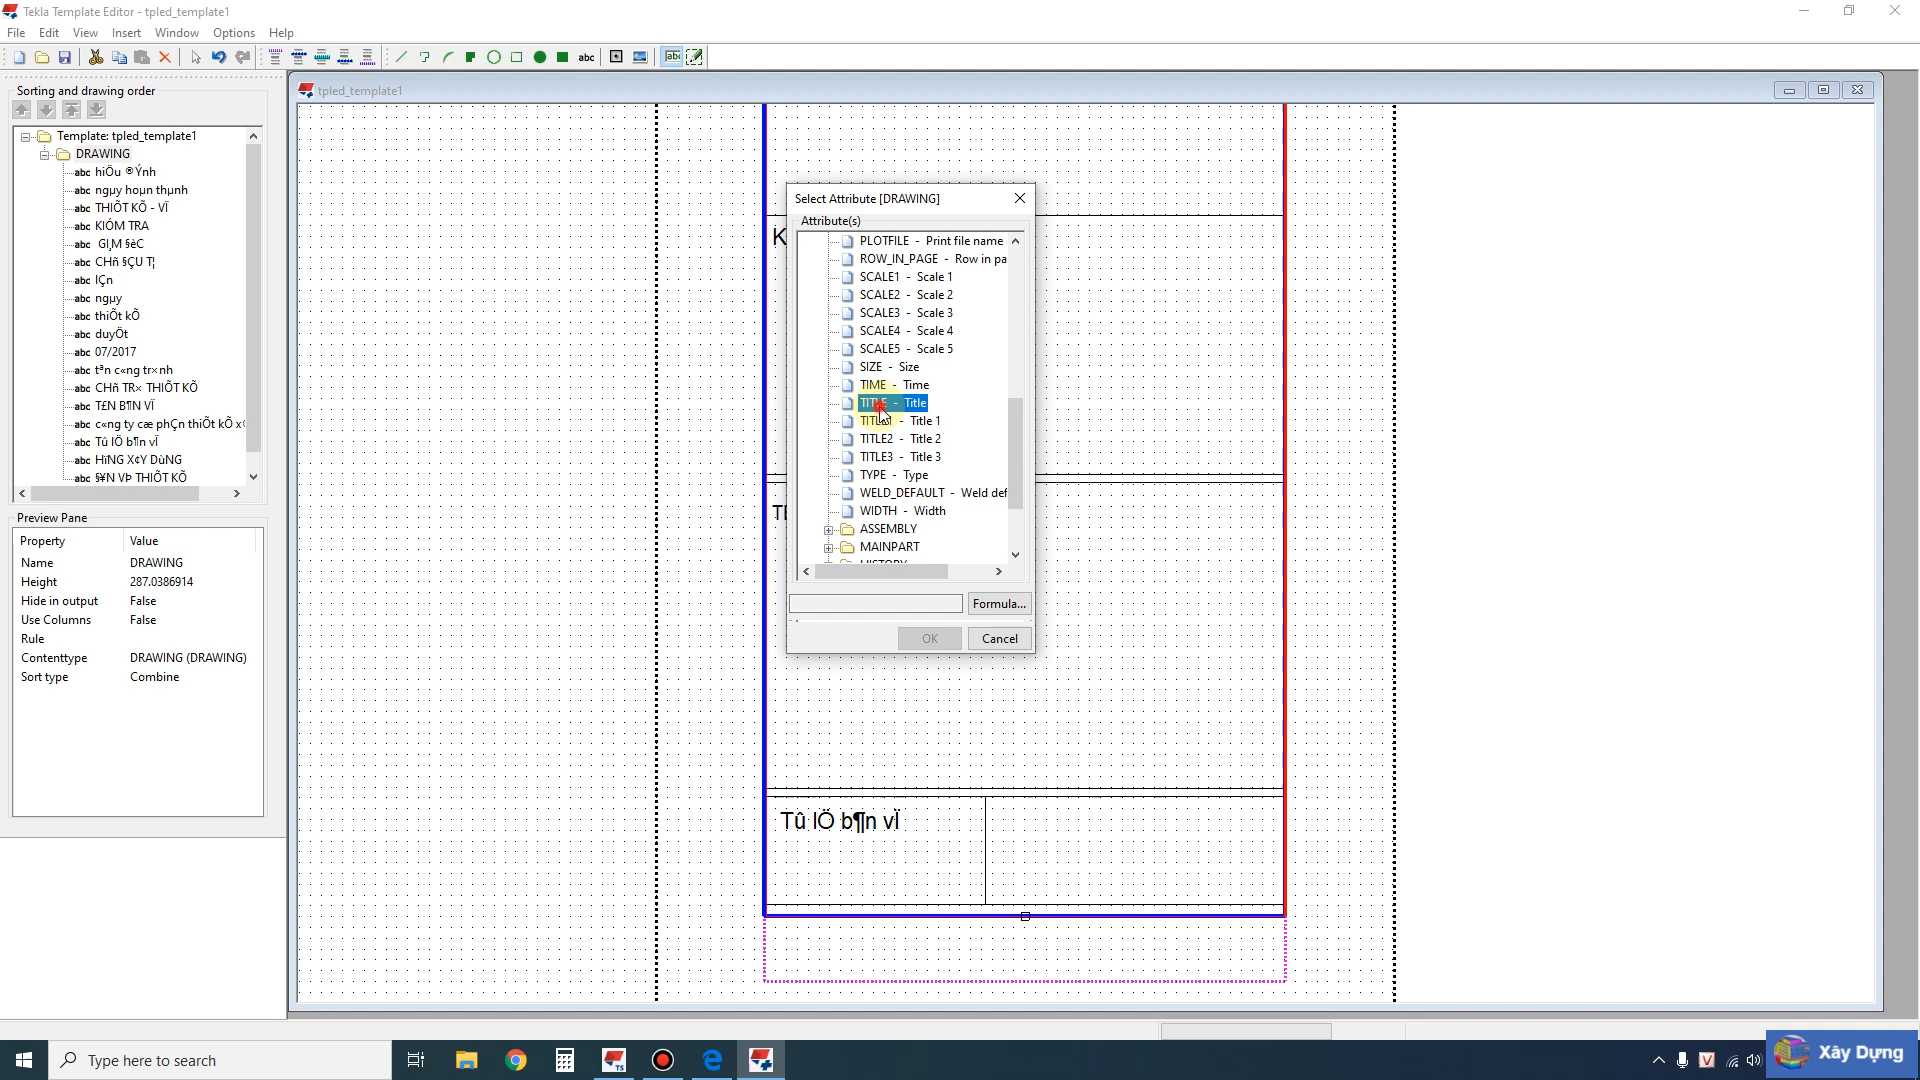 Tekla Template Editor - tpled_template1
File Edit View Insert Window Options Help
abc abc
Sorting and drawing order
Template: tpled_template1
DRAWING
abc hiÖu ®Ýnh
abc ngµy hoµn thµnh
abc THIÕT KÕ - VÏ
abc KIÓM TRA
abc GI¸M §èC
abc CHñ §ÇU T¦
abc lÇn
abc ngµy
abc thiÕt kÕ
abc duyÖt
abc 07/2017
abc tªn c«ng tr×nh
abc CHñ TR× THIÕT KÕ
abc T£N B¶N VÏ
abc c«ng ty cæ phÇn thiÕt kÕ x
abc Tû lÖ b¶n vÏ
abc H¹NG X¢Y DùNG
abc §¥N VÞ THIÕT KÕ
Preview Pane
Property Value
Name DRAWING
Height 287.0386914
Hide in output False
Use Columns False
Rule
Contenttype DRAWING (DRAWING)
Sort type Combine
tpled_template1
Tû lÖ b¶n vÏ
Select Attribute [DRAWING]
Attribute(s)
PLOTFILE - Print file name
ROW_IN_PAGE - Row in pa
SCALE1 - Scale 1
SCALE2 - Scale 2
SCALE3 - Scale 3
SCALE4 - Scale 4
SCALE5 - Scale 5
SIZE - Size
TIME - Time
TITLE - Title
TITLE1 - Title 1
TITLE2 - Title 2
TITLE3 - Title 3
TYPE - Type
WELD_DEFAULT - Weld def
WIDTH - Width
ASSEMBLY
MAINPART
HISTORY
Formula...
OK Cancel
Type here to search
TS
V
Xây Dựng